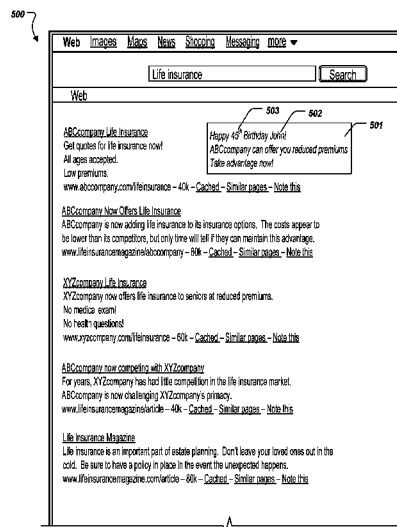 500
Web Images Maps News Shopping Messaging more ▼
Life insurance Search
Web
503 502 501
ABCcompany Life Insurance
Get quotes for life insurance now!
All ages accepted.
Low premiums.
www.abccompany.com/lifeinsurance – 40k – Cached – Similar pages – Note this
Happy 45th Birthday John!
ABCcompany can offer you reduced premiums
Take advantage now!
ABCcompany Now Offers Life Insurance
ABCcompany is now adding life insurance to its insurance options. The costs appear to
be lower than its competitors, but only time will tell if they can maintain this advantage.
www.lifeinsurancemagazine/abccompany – 60k – Cached – Similar pages – Note this
XYZcompany Life Insurance
XYZcompany now offers life insurance to seniors at reduced premiums.
No medical exam!
No health questions!
www.xyzcompany.com/lifeinsurance – 60k – Cached – Similar pages – Note this
ABCcompany now competing with XYZcompany
For years, XYZcompany has had little competition in the life insurance market.
ABCcompany is now challenging XYZcompany's primacy.
www.lifeinsurancemagazine/article – 40k – Cached – Similar pages – Note this
Life Insurance Magazine
Life insurance is an important part of estate planning. Don't leave your loved ones out in the
cold. Be sure to have a policy in place in the event the unexpected happens.
www.lifeinsurancemagazine.com/article – 80k – Cached – Similar pages – Note this